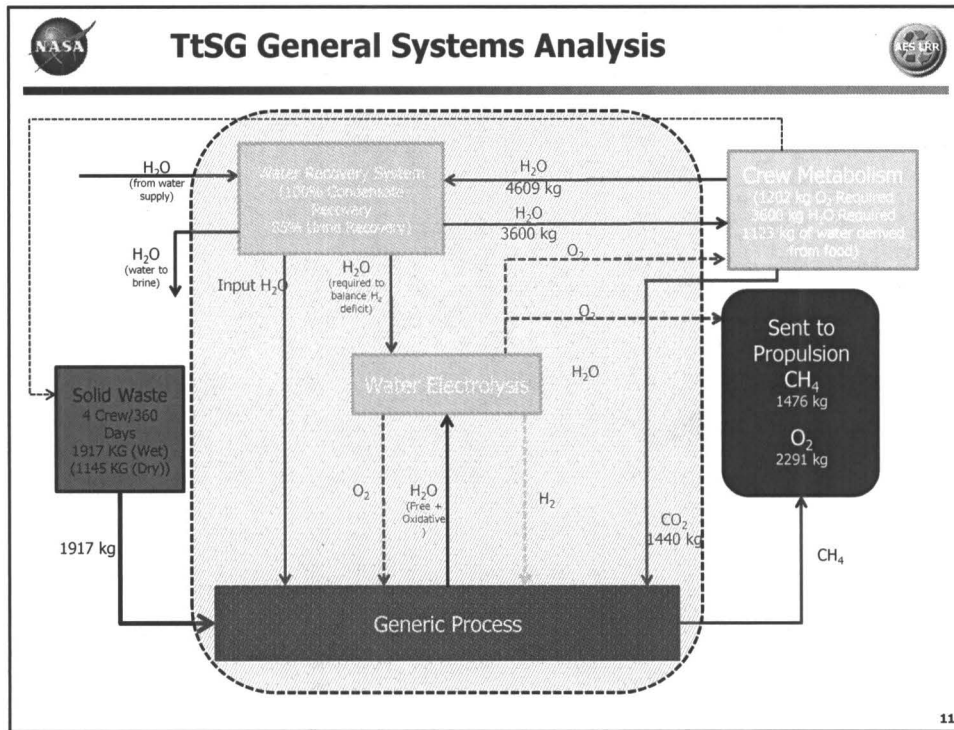 NASA
TtSG General Systems Analysis
AES LRR
H₂O
(from water
supply)
Water Recovery System
(100% Condensate
Recovery
85% Urine Recovery)
H₂O
4609 kg
H₂O
3600 kg
Crew Metabolism
(1202 kg O₂ Required
3600 kg H₂O Required
1123 kg of water derived
from food)
H₂O
(water to
brine)
Input H₂O
H₂O
(required to
balance H₂
deficit)
O₂
O₂
Water Electrolysis
H₂O
Sent to
Propulsion
CH₄
1476 kg
O₂
2291 kg
Solid Waste
4 Crew/360
Days
1917 KG (Wet)
(1145 KG (Dry))
O₂
H₂O
(Free +
Oxidative
)
H₂
CO₂
1440 kg
1917 kg
CH₄
Generic Process
11